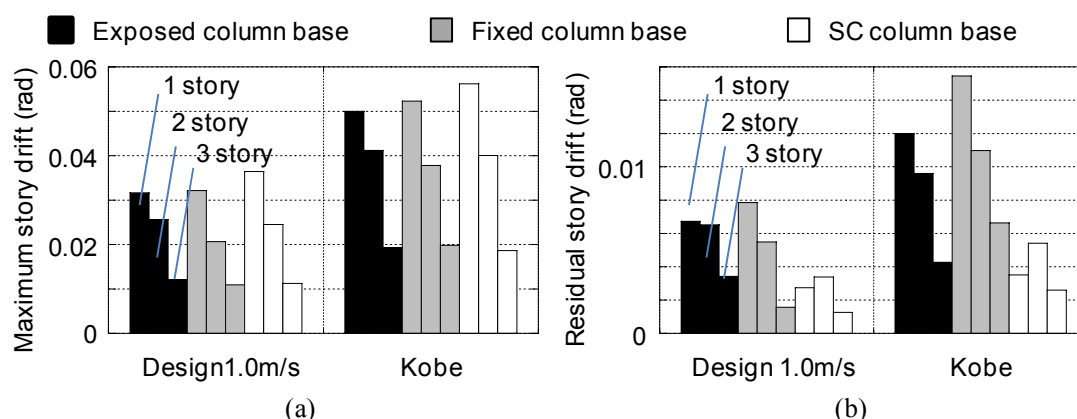 Exposed column base
Fixed column base
SC column base
Maximum story drift (rad)
0.06
0.04
0.02
0
1 story
2 story
3 story
Design1.0m/s
Kobe
(a)
Residual story drift (rad)
0.01
0
1 story
2 story
3 story
Design 1.0m/s
Kobe
(b)